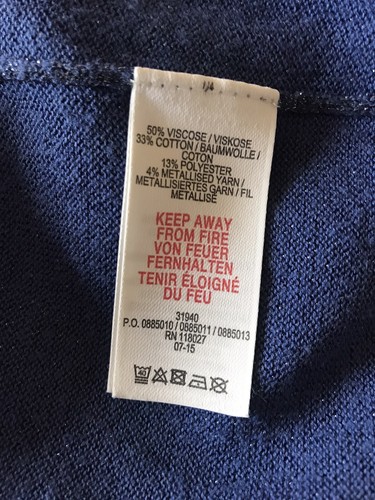 50% VISCOSE / VISKOSE
33% COTTON / BAUMWOLLE /
COTON
13% POLYESTER
4% METALLISED YARN /
METALLISIERTES GARN / FIL
METALLISÉ
KEEP AWAY
FROM FIRE
VON FEUER
FERNHALTEN
TENIR ÉLOIGNÉ
DU FEU
31940
P.O. 0885010 / 0885011 / 0885013
RN 118027
07-15
40